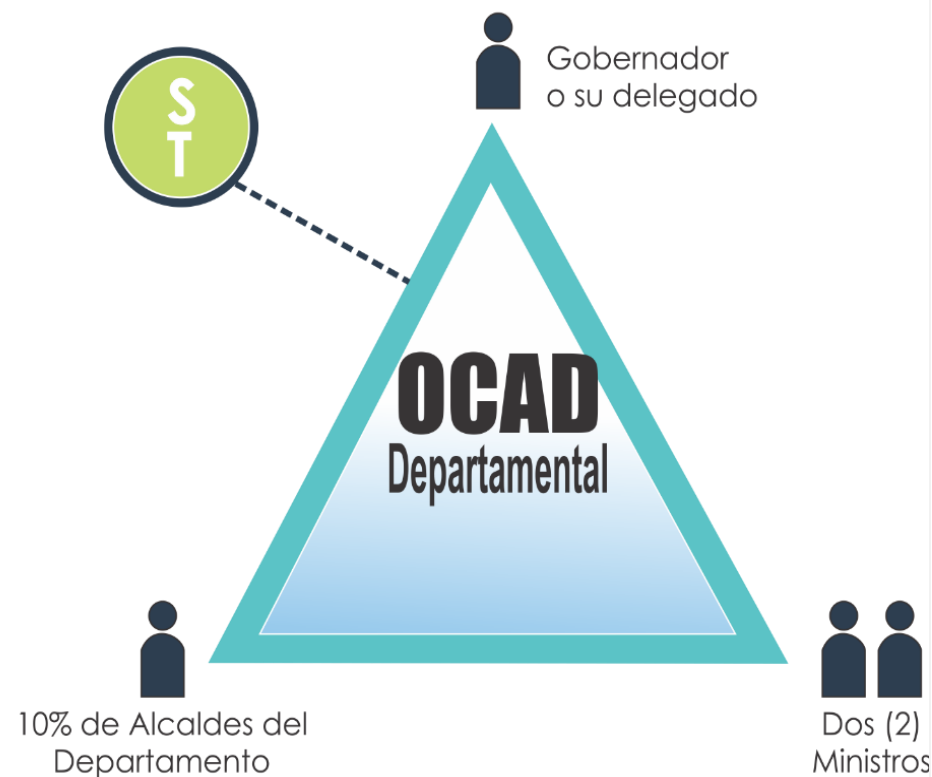 Gobernador
o su delegado
S
T
OCAD
Departamental
10% de Alcaldes del
Departamento
Dos (2)
Ministros